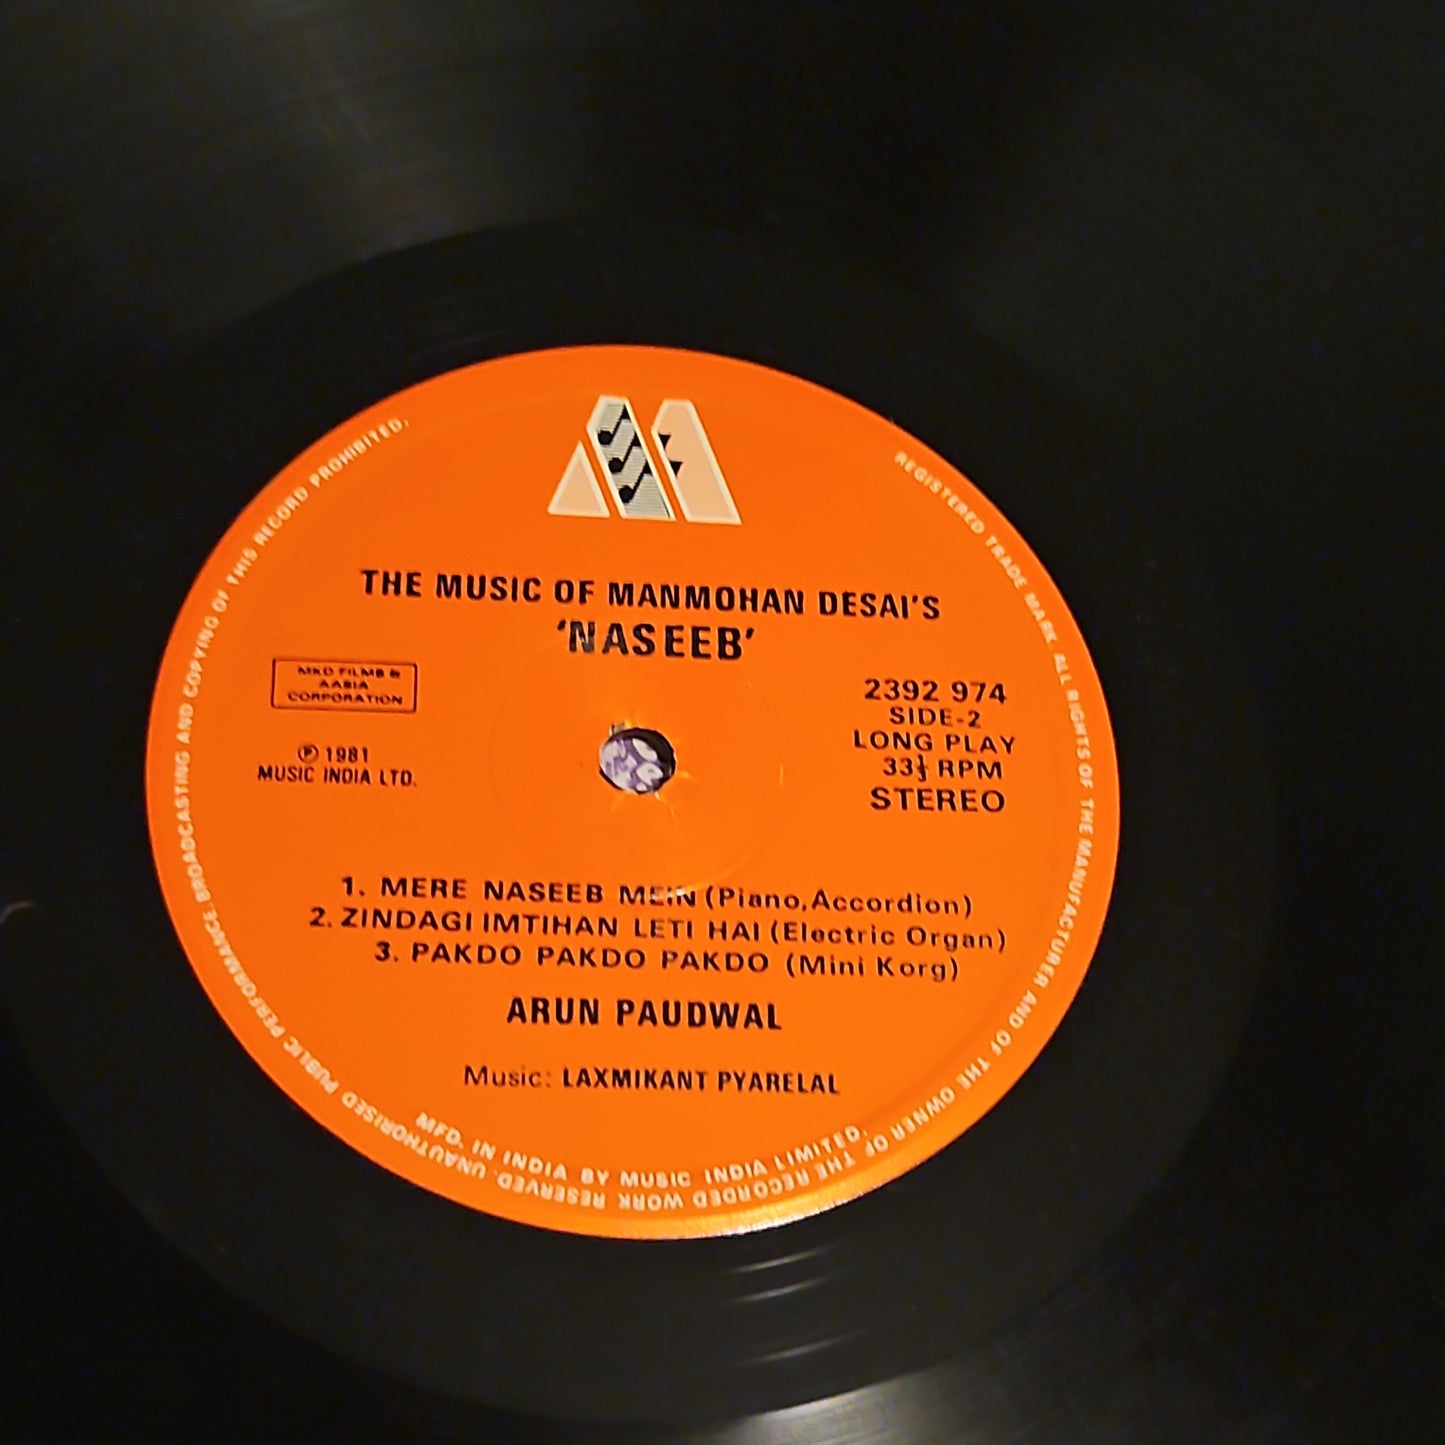 THE MUSIC OF MANMOHAN DESAI'S
'NASEEB'
MKD FILMS &
AASIA
CORPORATION
℗ 1981
MUSIC INDIA LTD.
2392 974
SIDE-2
LONG PLAY
33⅓ RPM
STEREO
1. MERE NASEEB MEIN (Piano, Accordion)
2. ZINDAGI IMTIHAN LETI HAI (Electric Organ)
3. PAKDO PAKDO PAKDO (Mini Korg)
ARUN PAUDWAL
Music: LAXMIKANT PYARELAL
MFD. IN INDIA BY MUSIC INDIA LIMITED.
REGISTERED TRADE MARK. ALL RIGHTS OF THE MANUFACTURER AND OF THE OWNER OF THE RECORDED WORK RESERVED. UNAUTHORISED PUBLIC PERFORMANCE BROADCASTING AND COPYING OF THIS RECORD PROHIBITED.